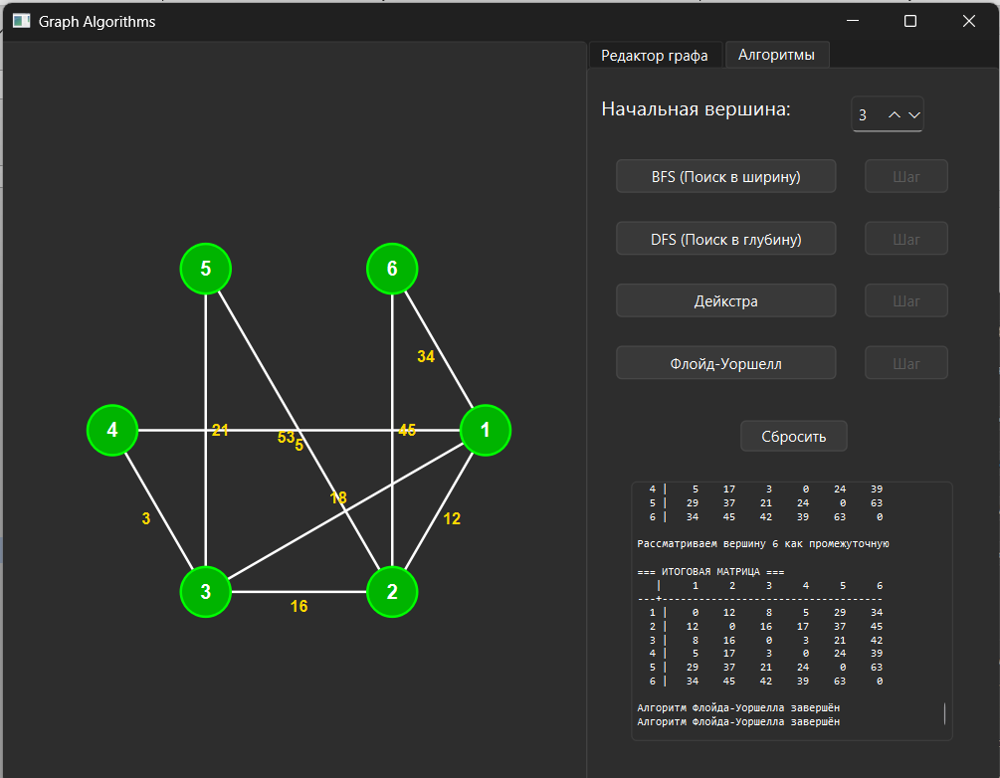 Graph Algorithms
Редактор графа
Алгоритмы
Начальная вершина:
3
BFS (Поиск в ширину)
Шаг
DFS (Поиск в глубину)
Шаг
Дейкстра
Шаг
Флойд-Уоршелл
Шаг
Сбросить
5
6
34
4
21
53
5
45
1
18
3
12
3
2
16
4 | 5 17 3 0 24 39
5 | 29 37 21 24 0 63
6 | 34 45 42 39 63 0
Рассматриваем вершину 6 как промежуточную
=== ИТОГОВАЯ МАТРИЦА ===
| 1 2 3 4 5 6
---+------------------------------------
1 | 0 12 8 5 29 34
2 | 12 0 16 17 37 45
3 | 8 16 0 3 21 42
4 | 5 17 3 0 24 39
5 | 29 37 21 24 0 63
6 | 34 45 42 39 63 0
Алгоритм Флойда-Уоршелла завершён
Алгоритм Флойда-Уоршелла завершён